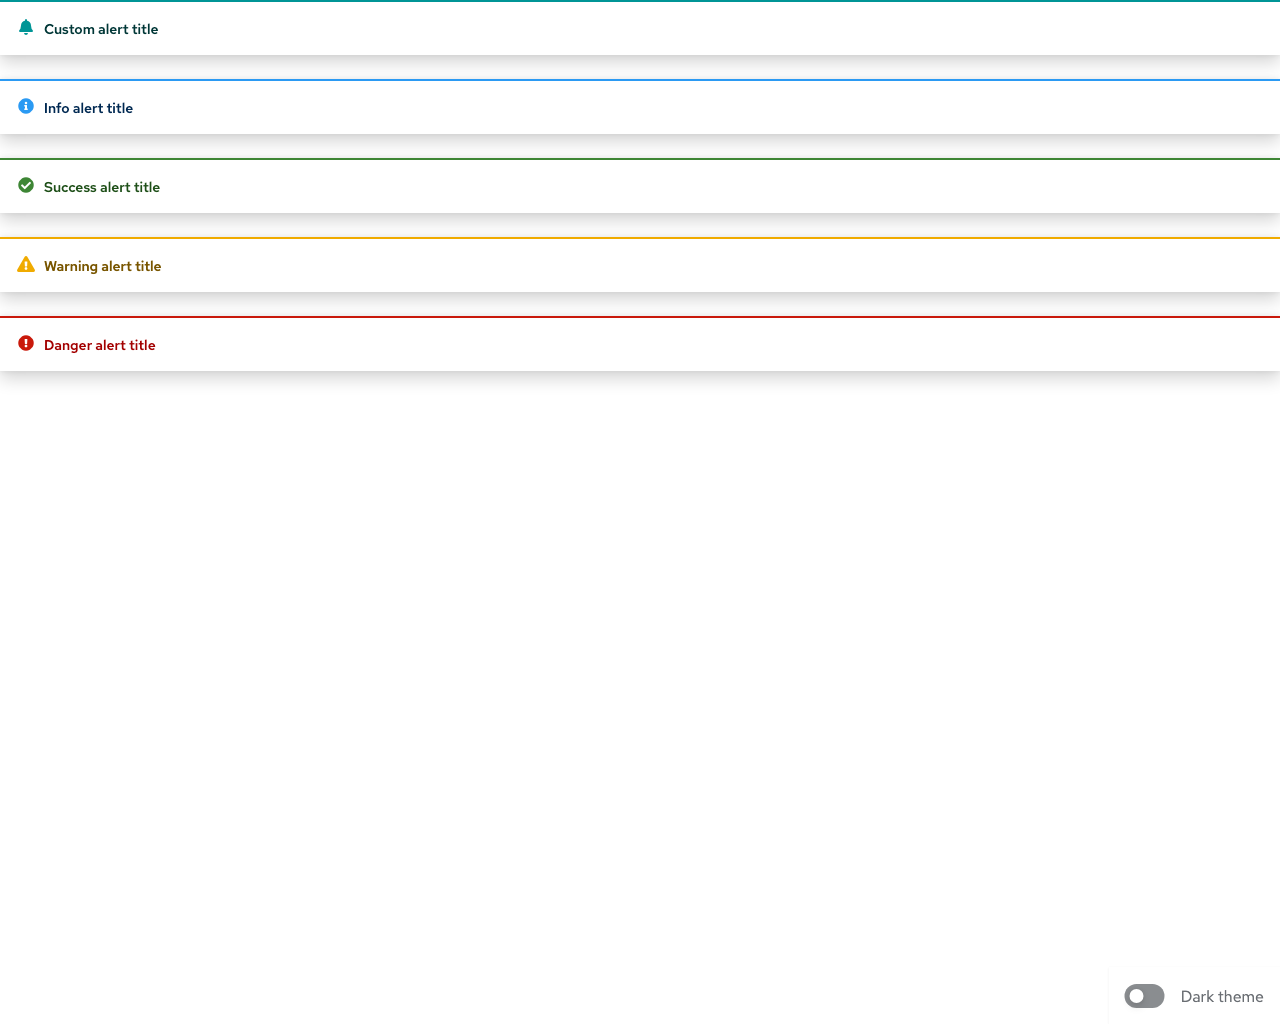 Custom alert title
Info alert title
Success alert title
Warning alert title
Danger alert title
Dark theme